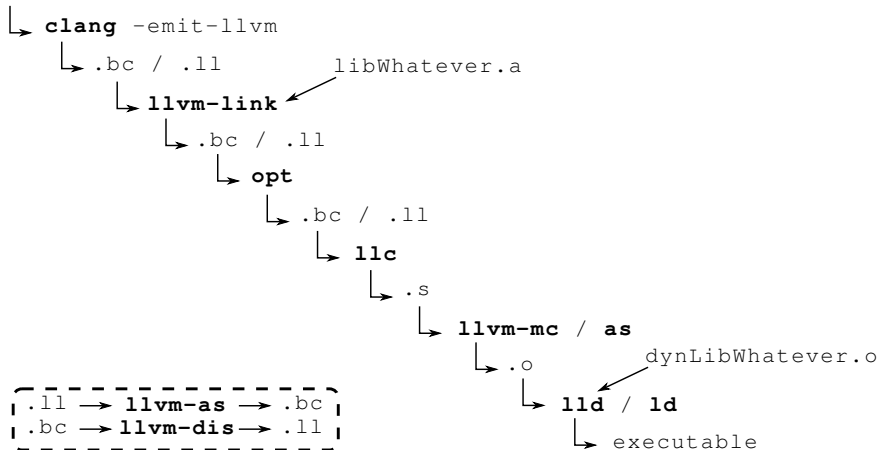 clang -emit-llvm
.bc / .ll
libWhatever.a
llvm-link
.bc / .ll
opt
.bc / .ll
llc
.s
llvm-mc / as
.o
dynLibWhatever.o
lld / ld
executable
.ll llvm-as .bc
.bc llvm-dis .ll